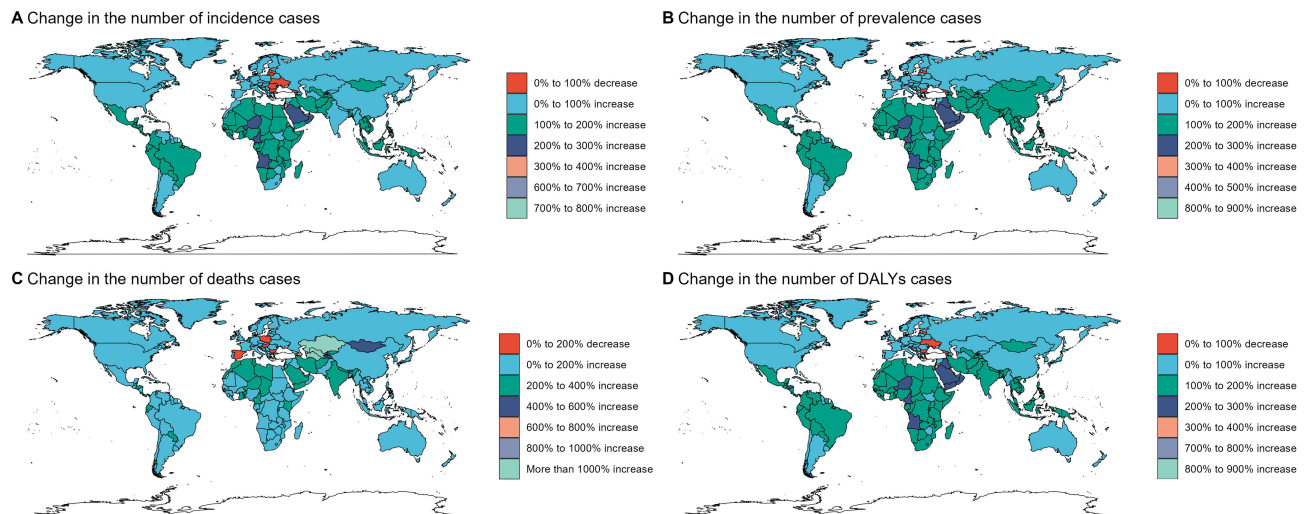 A Change in the number of incidence cases
0% to 100% decrease
0% to 100% increase
100% to 200% increase
200% to 300% increase
300% to 400% increase
600% to 700% increase
700% to 800% increase
B Change in the number of prevalence cases
0% to 100% decrease
0% to 100% increase
100% to 200% increase
200% to 300% increase
300% to 400% increase
400% to 500% increase
800% to 900% increase
C Change in the number of deaths cases
0% to 200% decrease
0% to 200% increase
200% to 400% increase
400% to 600% increase
600% to 800% increase
800% to 1000% increase
More than 1000% increase
D Change in the number of DALYs cases
0% to 100% decrease
0% to 100% increase
100% to 200% increase
200% to 300% increase
300% to 400% increase
700% to 800% increase
800% to 900% increase